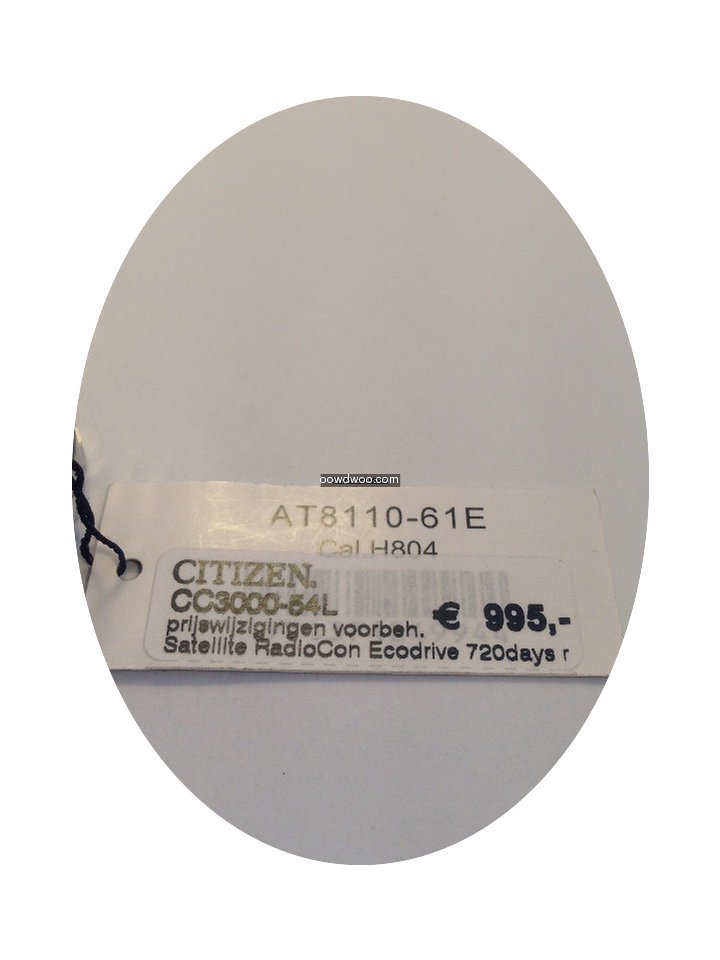 oowdwoo.com
AT8110-61E
Cal.H804
CITIZEN.
CC3000-54L
€ 995,-
prijswijzigingen voorbeh.
Satellite RadioCon Ecodrive 720days r